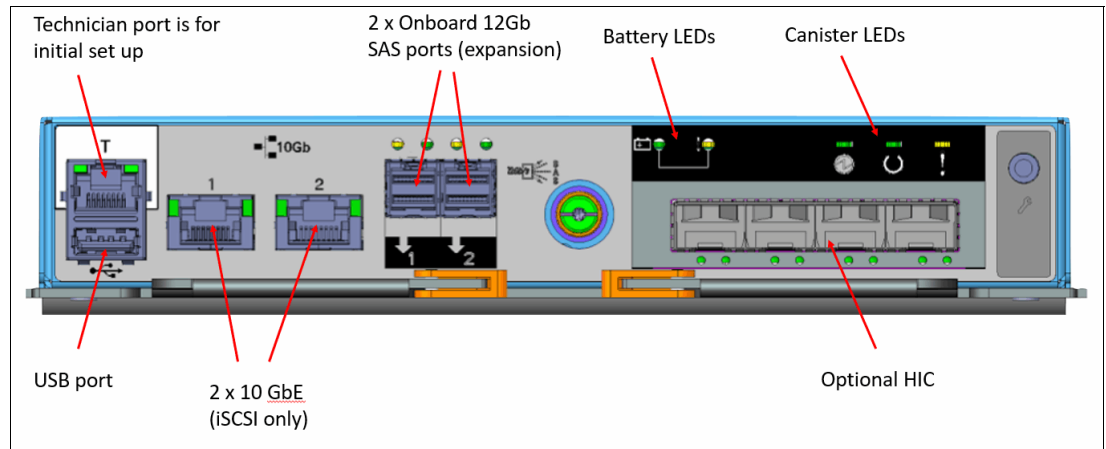 Technician port is for
initial set up
2 x Onboard 12Gb
SAS ports (expansion)
Battery LEDs
Canister LEDs
T
10Gb
1
2
SAS
1
2
!
USB port
2 x 10 GbE
(iSCSI only)
Optional HIC